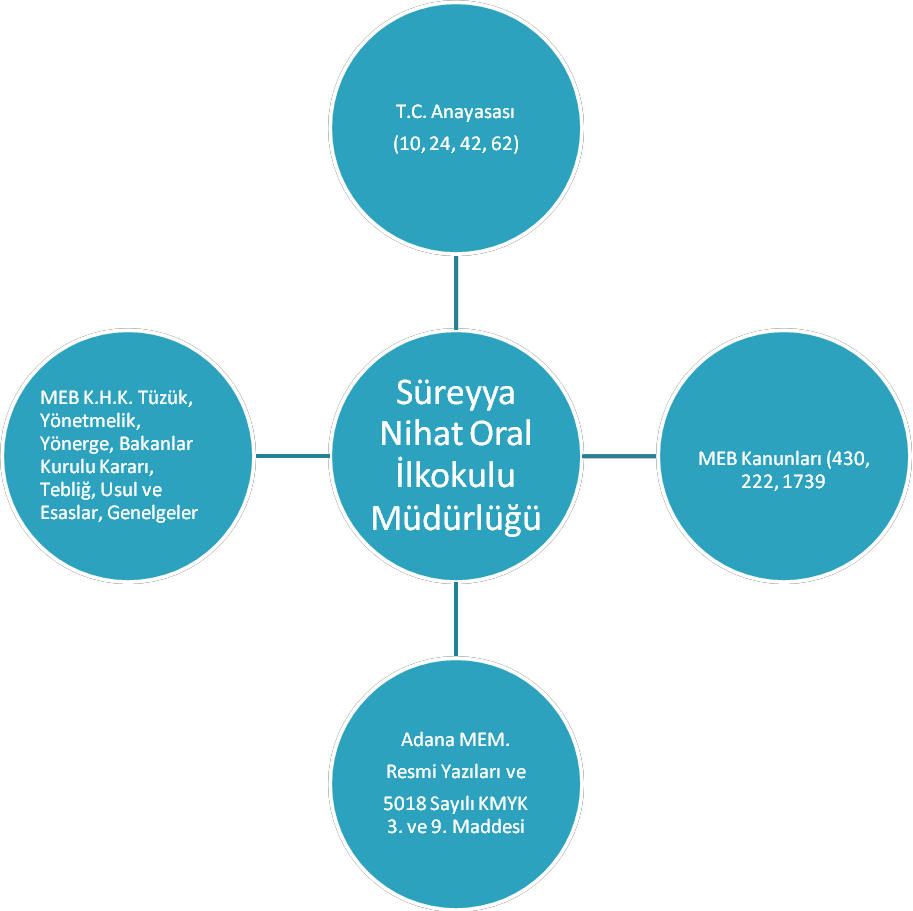 T.C. Anayasası
(10, 24, 42, 62)
MEB K.H.K. Tüzük,
Yönetmelik,
Yönerge, Bakanlar
Kurulu Kararı,
Tebliğ, Usul ve
Esaslar, Genelgeler
Süreyya
Nihat Oral
İlkokulu
Müdürlüğü
MEB Kanunları (430,
222, 1739
Adana MEM.
Resmi Yazıları ve
5018 Sayılı KMYK
3. ve 9. Maddesi